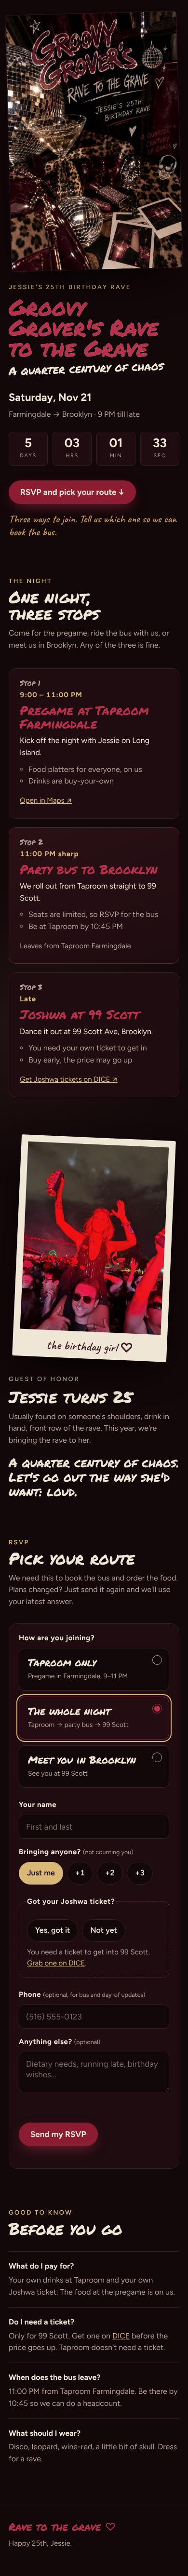 GROOVY
GROVER'S
RAVE TO THE GRAVE
JESSIE'S 25TH
BIRTHDAY RAVE
JESSIE'S 25TH BIRTHDAY RAVE
Groovy
Grover's Rave
to the Grave
A quarter century of chaos
Saturday, Nov 21
Farmingdale → Brooklyn · 9 PM till late
5
DAYS
03
HRS
01
MIN
33
SEC
RSVP and pick your route ↓
Three ways to join. Tell us which one so we can
book the bus.
THE NIGHT
One night,
three stops
Come for the pregame, ride the bus with us, or
meet us in Brooklyn. Any of the three is fine.
Stop 1
9:00 – 11:00 PM
Pregame at Taproom
Farmingdale
Kick off the night with Jessie on Long
Island.
Food platters for everyone, on us
Drinks are buy-your-own
Open in Maps ↗
Stop 2
11:00 PM sharp
Party bus to Brooklyn
We roll out from Taproom straight to 99
Scott.
Seats are limited, so RSVP for the bus
Be at Taproom by 10:45 PM
Leaves from Taproom Farmingdale
Stop 3
Late
Joshwa at 99 Scott
Dance it out at 99 Scott Ave, Brooklyn.
You need your own ticket to get in
Buy early, the price may go up
Get Joshwa tickets on DICE ↗
the birthday girl ♡
GUEST OF HONOR
Jessie turns 25
Usually found on someone's shoulders, drink in
hand, front row of the rave. This year, we're
bringing the rave to her.
A quarter century of chaos.
Let's go out the way she'd
want: loud.
RSVP
Pick your route
We need this to book the bus and order the food.
Plans changed? Just send it again and we'll use
your latest answer.
How are you joining?
Taproom only
Pregame in Farmingdale, 9–11 PM
The whole night
Taproom → party bus → 99 Scott
Meet you in Brooklyn
See you at 99 Scott
Your name
First and last
Bringing anyone? (not counting you)
Just me
+1
+2
+3
Got your Joshwa ticket?
Yes, got it
Not yet
You need a ticket to get into 99 Scott.
Grab one on DICE.
Phone (optional, for bus and day-of updates)
(516) 555-0123
Anything else? (optional)
Dietary needs, running late, birthday
wishes...
Send my RSVP
GOOD TO KNOW
Before you go
What do I pay for?
Your own drinks at Taproom and your own
Joshwa ticket. The food at the pregame is on us.
Do I need a ticket?
Only for 99 Scott. Get one on DICE before the
price goes up. Taproom doesn't need a ticket.
When does the bus leave?
11:00 PM from Taproom Farmingdale. Be there by
10:45 so we can do a headcount.
What should I wear?
Disco, leopard, wine-red, a little bit of skull. Dress
for a rave.
Rave to the grave ♡
Happy 25th, Jessie.